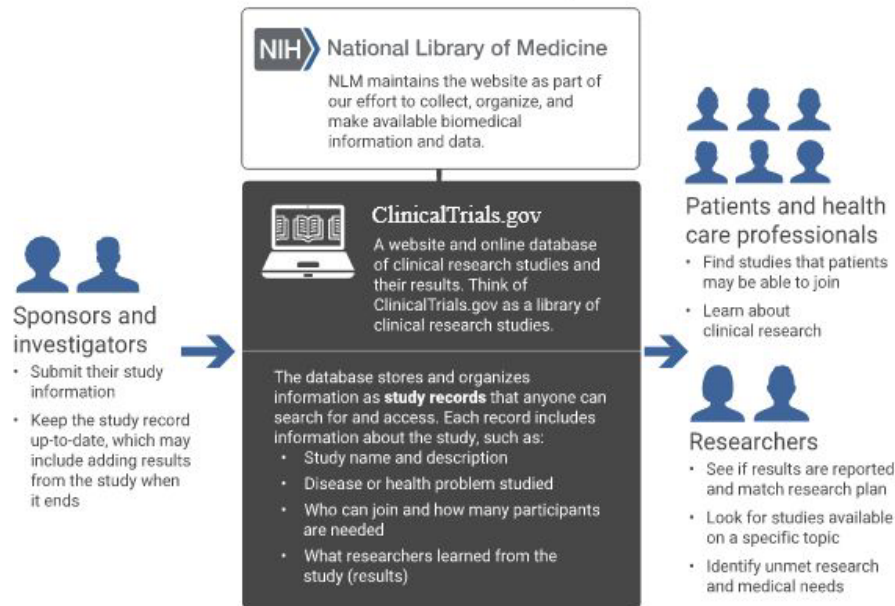 NIH National Library of Medicine
NLM maintains the website as part of
our effort to collect, organize, and
make available biomedical
information and data.
Sponsors and
investigators
• Submit their study
information
• Keep the study record
up-to-date, which may
include adding results
from the study when
it ends
ClinicalTrials.gov
A website and online database
of clinical research studies and
their results. Think of
ClinicalTrials.gov as a library of
clinical research studies.
The database stores and organizes
information as study records that anyone can
search for and access. Each record includes
information about the study, such as:
• Study name and description
• Disease or health problem studied
• Who can join and how many participants
are needed
• What researchers learned from the
study (results)
Patients and health
care professionals
• Find studies that patients
may be able to join
• Learn about
clinical research
Researchers
• See if results are reported
and match research plan
• Look for studies available
on a specific topic
• Identify unmet research
and medical needs